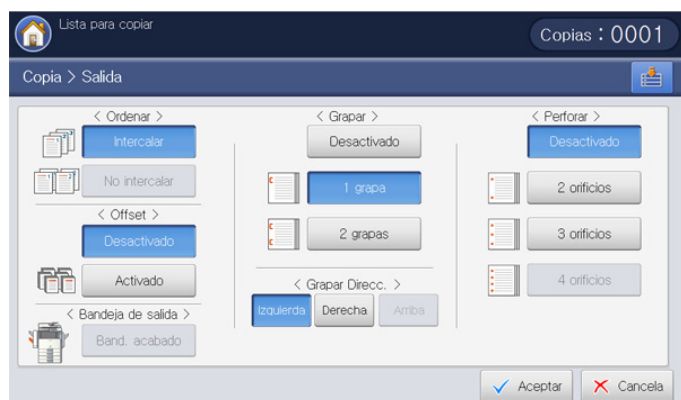 Lista para copiar
Copias : 0001
Copia > Salida
< Ordenar >
Intercalar
No intercalar
< Offset >
Desactivado
Activado
< Bandeja de salida >
Band. acabado
< Grapar >
Desactivado
1 grapa
2 grapas
< Grapar Direcc. >
Izquierda Derecha Arriba
< Perforar >
Desactivado
2 orificios
3 orificios
4 orificios
Aceptar Cancela